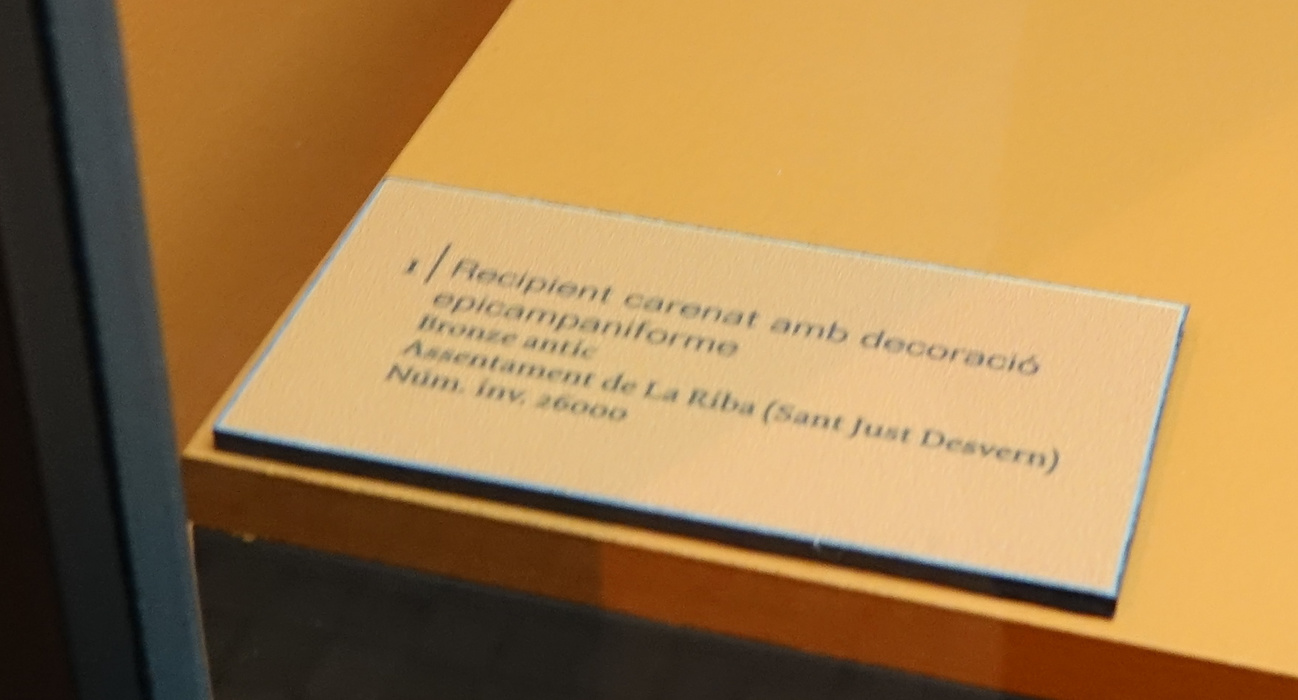 1 | Recipient carenat amb decoració
epicampaniforme
Bronze antic
Assentament de La Riba (Sant Just Desvern)
Núm. inv. 26000